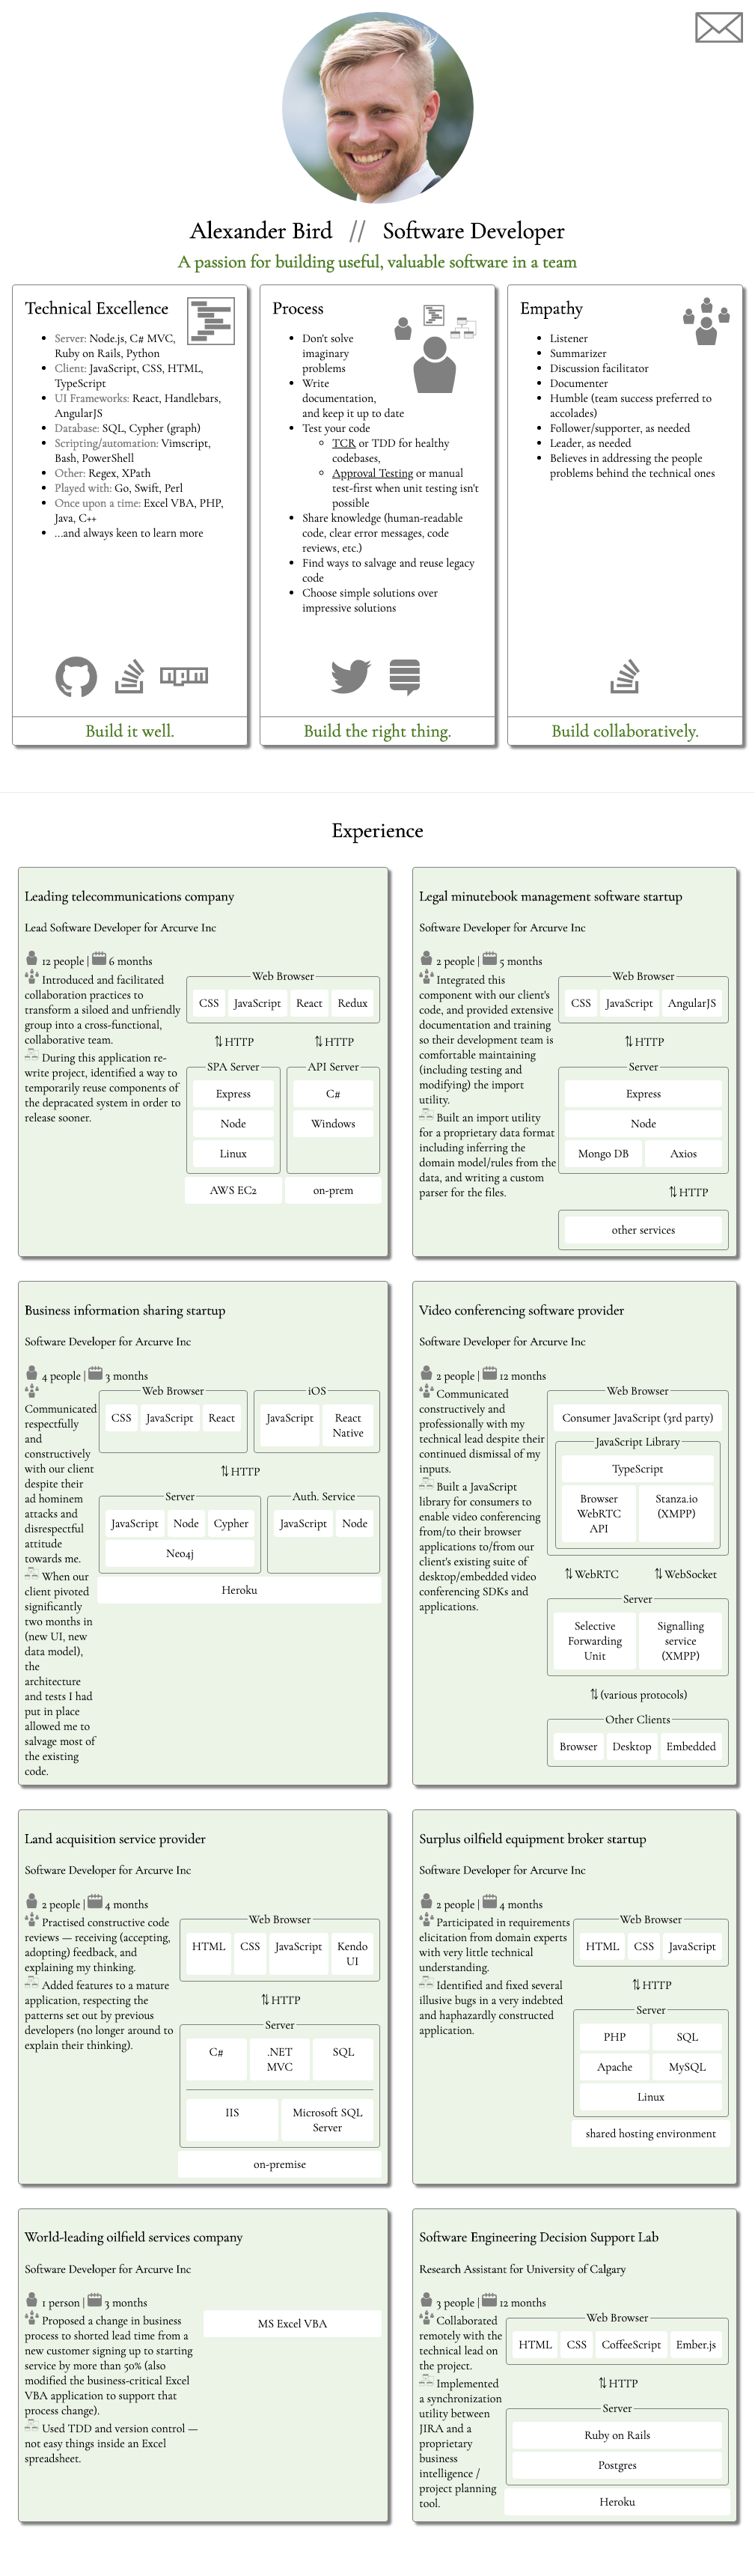 Alexander Bird // Software Developer
A passion for building useful, valuable software in a team
Technical Excellence
Server: Node.js, C# MVC,
Ruby on Rails, Python
Client: JavaScript, CSS, HTML,
TypeScript
UI Frameworks: React, Handlebars,
AngularJS
Database: SQL, Cypher (graph)
Scripting/automation: Vimscript,
Bash, PowerShell
Other: Regex, XPath
Played with: Go, Swift, Perl
Once upon a time: Excel VBA, PHP,
Java, C++
...and always keen to learn more
npm
Build it well.
Process
Don't solve
imaginary
problems
Write
documentation,
and keep it up to date
Test your code
TCR or TDD for healthy
codebases,
Approval Testing or manual
test-first when unit testing isn't
possible
Share knowledge (human-readable
code, clear error messages, code
reviews, etc.)
Find ways to salvage and reuse legacy
code
Choose simple solutions over
impressive solutions
Build the right thing.
Empathy
Listener
Summarizer
Discussion facilitator
Documenter
Humble (team success preferred to
accolades)
Follower/supporter, as needed
Leader, as needed
Believes in addressing the people
problems behind the technical ones
Build collaboratively.
Experience
Leading telecommunications company
Lead Software Developer for Arcurve Inc
12 people | 6 months
Introduced and facilitated
collaboration practices to
transform a siloed and unfriendly
group into a cross-functional,
collaborative team.
During this application re-
write project, identified a way to
temporarily reuse components of
the depracated system in order to
release sooner.
Web Browser
CSS JavaScript React Redux
⇅ HTTP ⇅ HTTP
SPA Server API Server
Express C#
Node Windows
Linux
AWS EC2 on-prem
Legal minutebook management software startup
Software Developer for Arcurve Inc
2 people | 5 months
Integrated this
component with our client's
code, and provided extensive
documentation and training
so their development team is
comfortable maintaining
(including testing and
modifying) the import
utility.
Built an import utility
for a proprietary data format
including inferring the
domain model/rules from the
data, and writing a custom
parser for the files.
Web Browser
CSS JavaScript AngularJS
⇅ HTTP
Server
Express
Node
Mongo DB Axios
⇅ HTTP
other services
Business information sharing startup
Software Developer for Arcurve Inc
4 people | 3 months
Communicated
respectfully
and
constructively
with our client
despite their
ad hominem
attacks and
disrespectful
attitude
towards me.
When our
client pivoted
significantly
two months in
(new UI, new
data model),
the
architecture
and tests I had
put in place
allowed me to
salvage most of
the existing
code.
Web Browser iOS
CSS JavaScript React JavaScript React
Native
⇅ HTTP
Server Auth. Service
JavaScript Node Cypher JavaScript Node
Neo4j
Heroku
Video conferencing software provider
Software Developer for Arcurve Inc
2 people | 12 months
Communicated
constructively and
professionally with my
technical lead despite their
continued dismissal of my
inputs.
Built a JavaScript
library for consumers to
enable video conferencing
from/to their browser
applications to/from our
client's existing suite of
desktop/embedded video
conferencing SDKs and
applications.
Web Browser
Consumer JavaScript (3rd party)
JavaScript Library
TypeScript
Browser Stanza.io
WebRTC (XMPP)
API
⇅ WebRTC ⇅ WebSocket
Server
Selective Signalling
Forwarding service
Unit (XMPP)
⇅ (various protocols)
Other Clients
Browser Desktop Embedded
Land acquisition service provider
Software Developer for Arcurve Inc
2 people | 4 months
Practised constructive code
reviews — receiving (accepting,
adopting) feedback, and
explaining my thinking.
Added features to a mature
application, respecting the
patterns set out by previous
developers (no longer around to
explain their thinking).
Web Browser
HTML CSS JavaScript Kendo
UI
⇅ HTTP
Server
C# .NET SQL
MVC
IIS Microsoft SQL
Server
on-premise
Surplus oilfield equipment broker startup
Software Developer for Arcurve Inc
2 people | 4 months
Participated in requirements
elicitation from domain experts
with very little technical
understanding.
Identified and fixed several
illusive bugs in a very indebted
and haphazardly constructed
application.
Web Browser
HTML CSS JavaScript
⇅ HTTP
Server
PHP SQL
Apache MySQL
Linux
shared hosting environment
World-leading oilfield services company
Software Developer for Arcurve Inc
1 person | 3 months
Proposed a change in business
process to shorted lead time from a
new customer signing up to starting
service by more than 50% (also
modified the business-critical Excel
VBA application to support that
process change).
Used TDD and version control —
not easy things inside an Excel
spreadsheet.
MS Excel VBA
Software Engineering Decision Support Lab
Research Assistant for University of Calgary
3 people | 12 months
Collaborated
remotely with the
technical lead on
the project.
Implemented
a synchronization
utility between
JIRA and a
proprietary
business
intelligence /
project planning
tool.
Web Browser
HTML CSS CoffeeScript Ember.js
⇅ HTTP
Server
Ruby on Rails
Postgres
Heroku